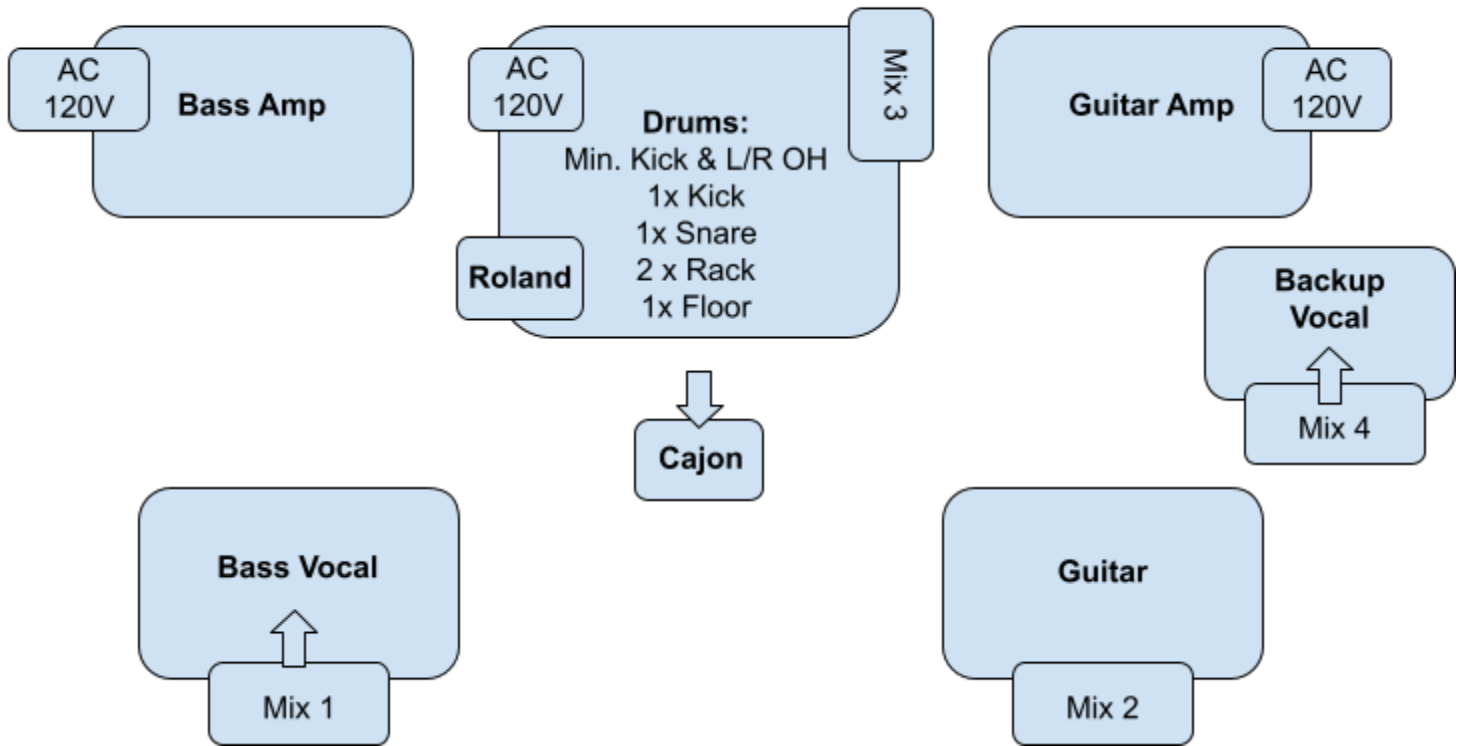 AC
120V
Bass Amp
AC
120V
Drums:
Min. Kick & L/R OH
1x Kick
1x Snare
2 x Rack
1x Floor
Mix 3
Roland
Guitar Amp
AC
120V
Backup
Vocal
Mix 4
Cajon
Bass Vocal
Mix 1
Guitar
Mix 2